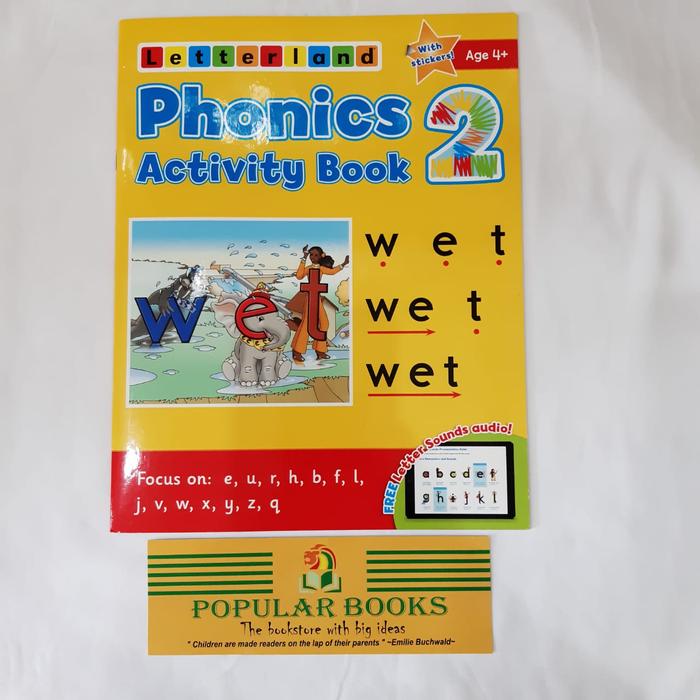 Letterland
With
stickers!
Age 4+
Phonics 2
Activity Book
w e t
w e t
we t
wet
Focus on: e, u, r, h, b, f, l,
j, v, w, x, y, z, q
FREE Letter Sounds audio!
a b c d e f
g h i j k l
POPULAR BOOKS
The bookstore with big ideas
" Children are made readers on the lap of their parents " ~Emilie Buchwald~